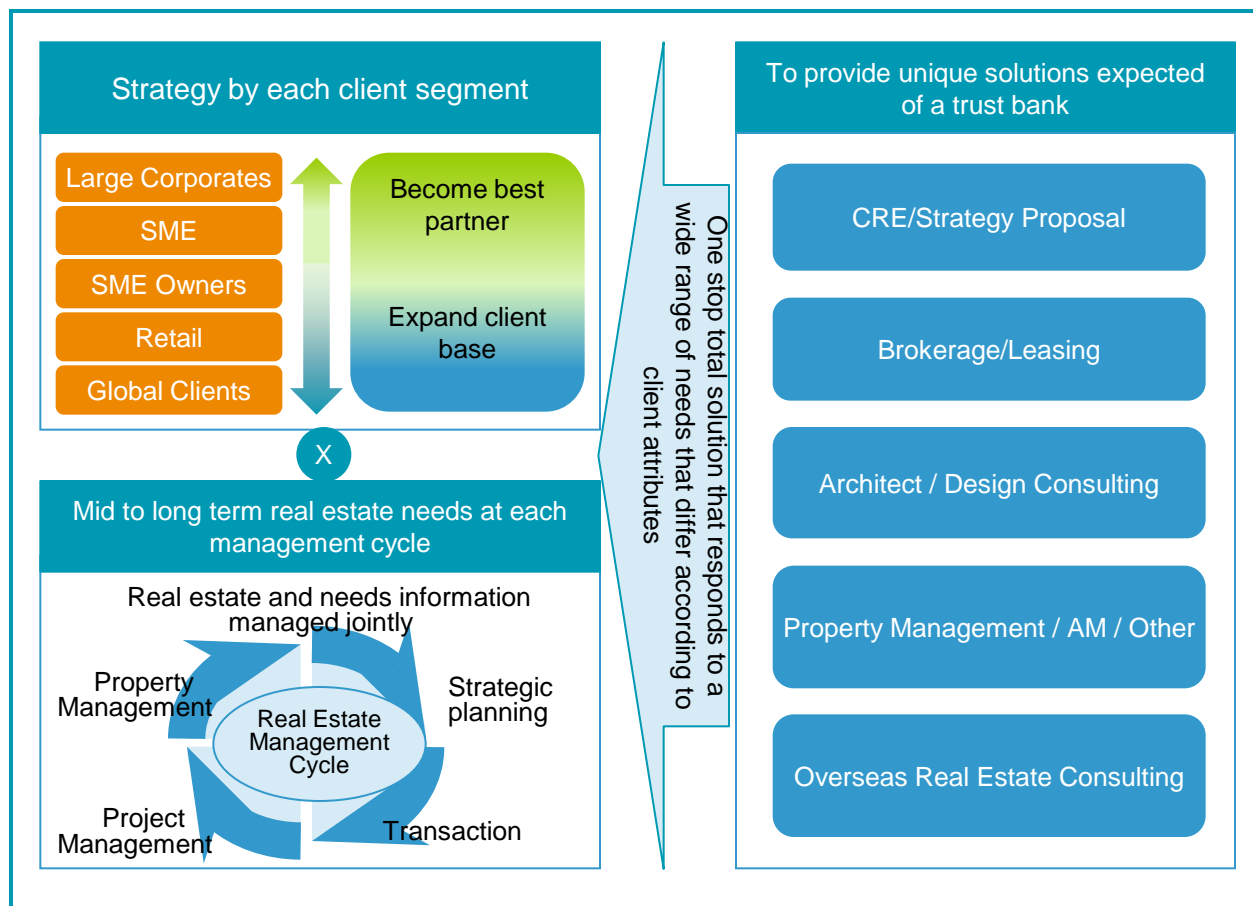 Strategy by each client segment
Large Corporates
SME
SME Owners
Retail
Global Clients
Become best
partner
Expand client
base
X
Mid to long term real estate needs at each
management cycle
Real estate and needs information
managed jointly
Property
Management
Strategic
planning
Real Estate
Management
Cycle
Project
Management
Transaction
One stop total solution that responds to a
wide range of needs that differ according to
client attributes
To provide unique solutions expected
of a trust bank
CRE/Strategy Proposal
Brokerage/Leasing
Architect / Design Consulting
Property Management / AM / Other
Overseas Real Estate Consulting